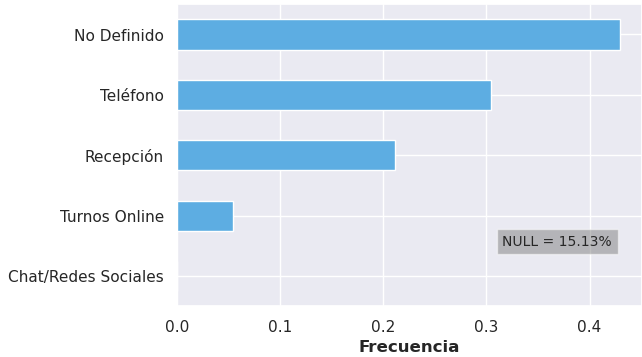 No Definido
Teléfono
Recepción
Turnos Online
NULL = 15.13%
Chat/Redes Sociales
0.0 0.1 0.2 0.3 0.4
Frecuencia